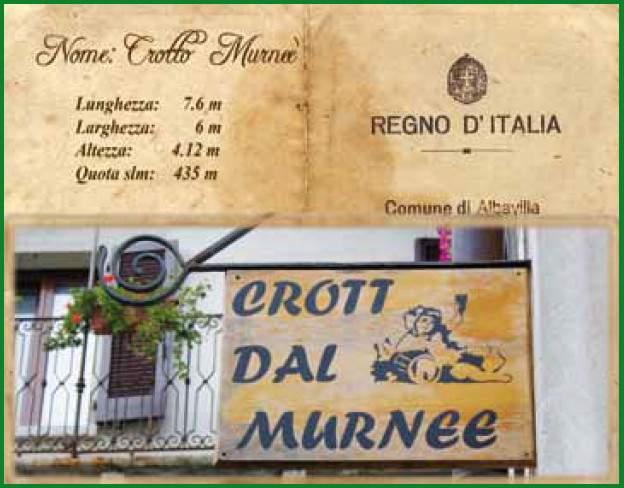 Nome: Crotto Murneè
Lunghezza: 7.6 m
Larghezza: 6 m
Altezza: 4.12 m
Quota slm: 435 m
REGNO D'ITALIA
Comune di Albavilla
CROTT
DAL
MURNEE